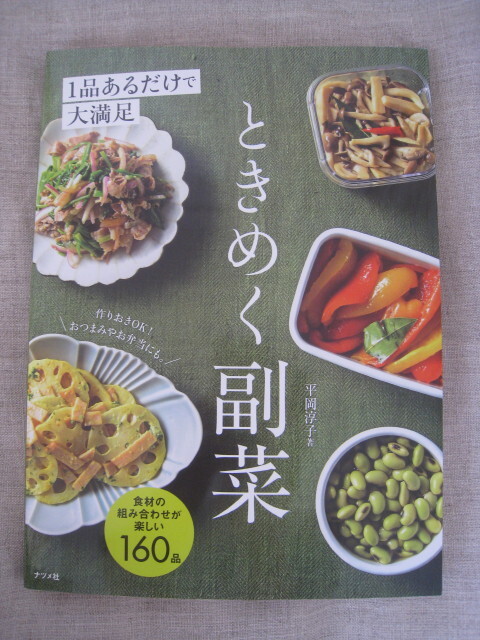 1品あるだけで
大満足
ときめく副菜
作りおきOK!
おつまみやお弁当にも。
平岡淳子 著
食材の
組み合わせが
楽しい
160品
ナツメ社